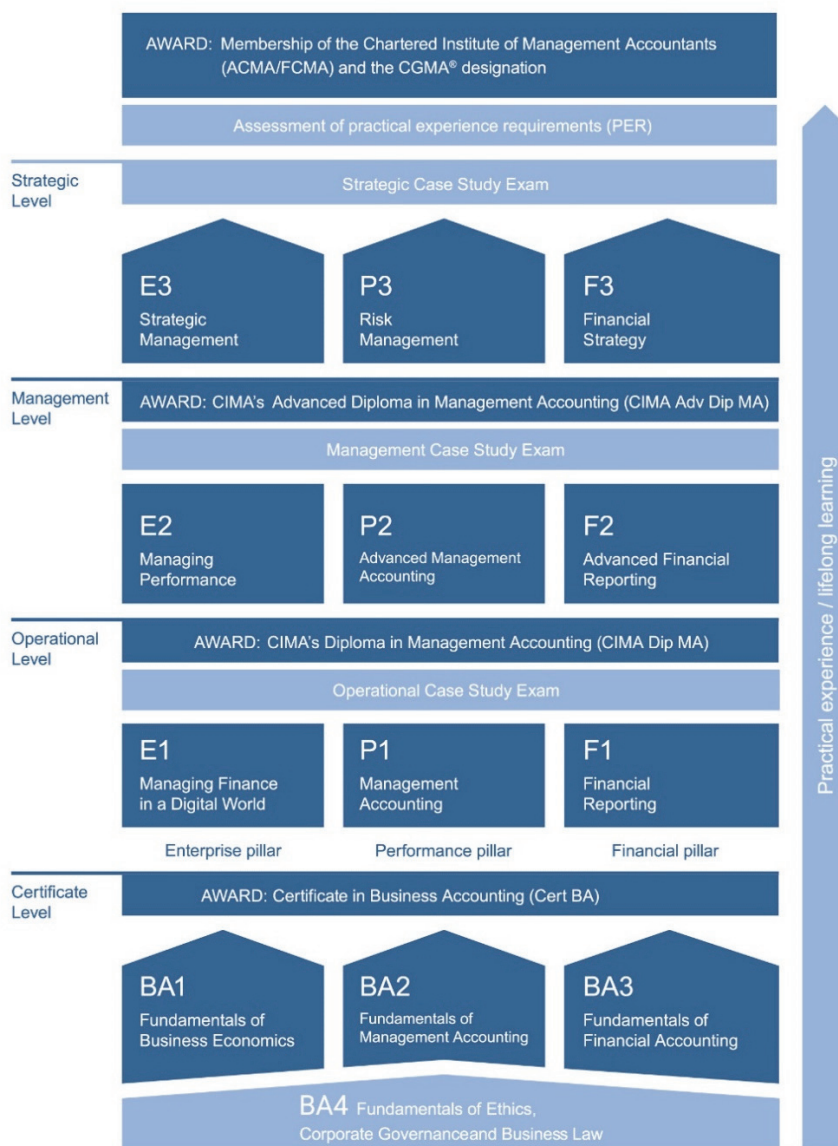 AWARD: Membership of the Chartered Institute of Management Accountants
(ACMA/FCMA) and the CGMA® designation
Assessment of practical experience requirements (PER)
Strategic
Level
Strategic Case Study Exam
E3
Strategic
Management
P3
Risk
Management
F3
Financial
Strategy
Management
Level
AWARD: CIMA's Advanced Diploma in Management Accounting (CIMA Adv Dip MA)
Management Case Study Exam
E2
Managing
Performance
P2
Advanced Management
Accounting
F2
Advanced Financial
Reporting
Operational
Level
AWARD: CIMA's Diploma in Management Accounting (CIMA Dip MA)
Operational Case Study Exam
E1
Managing Finance
in a Digital World
P1
Management
Accounting
F1
Financial
Reporting
Enterprise pillar
Performance pillar
Financial pillar
Certificate
Level
AWARD: Certificate in Business Accounting (Cert BA)
BA1
Fundamentals of
Business Economics
BA2
Fundamentals of
Management Accounting
BA3
Fundamentals of
Financial Accounting
BA4 Fundamentals of Ethics,
Corporate Governanceand Business Law
Practical experience / lifelong learning